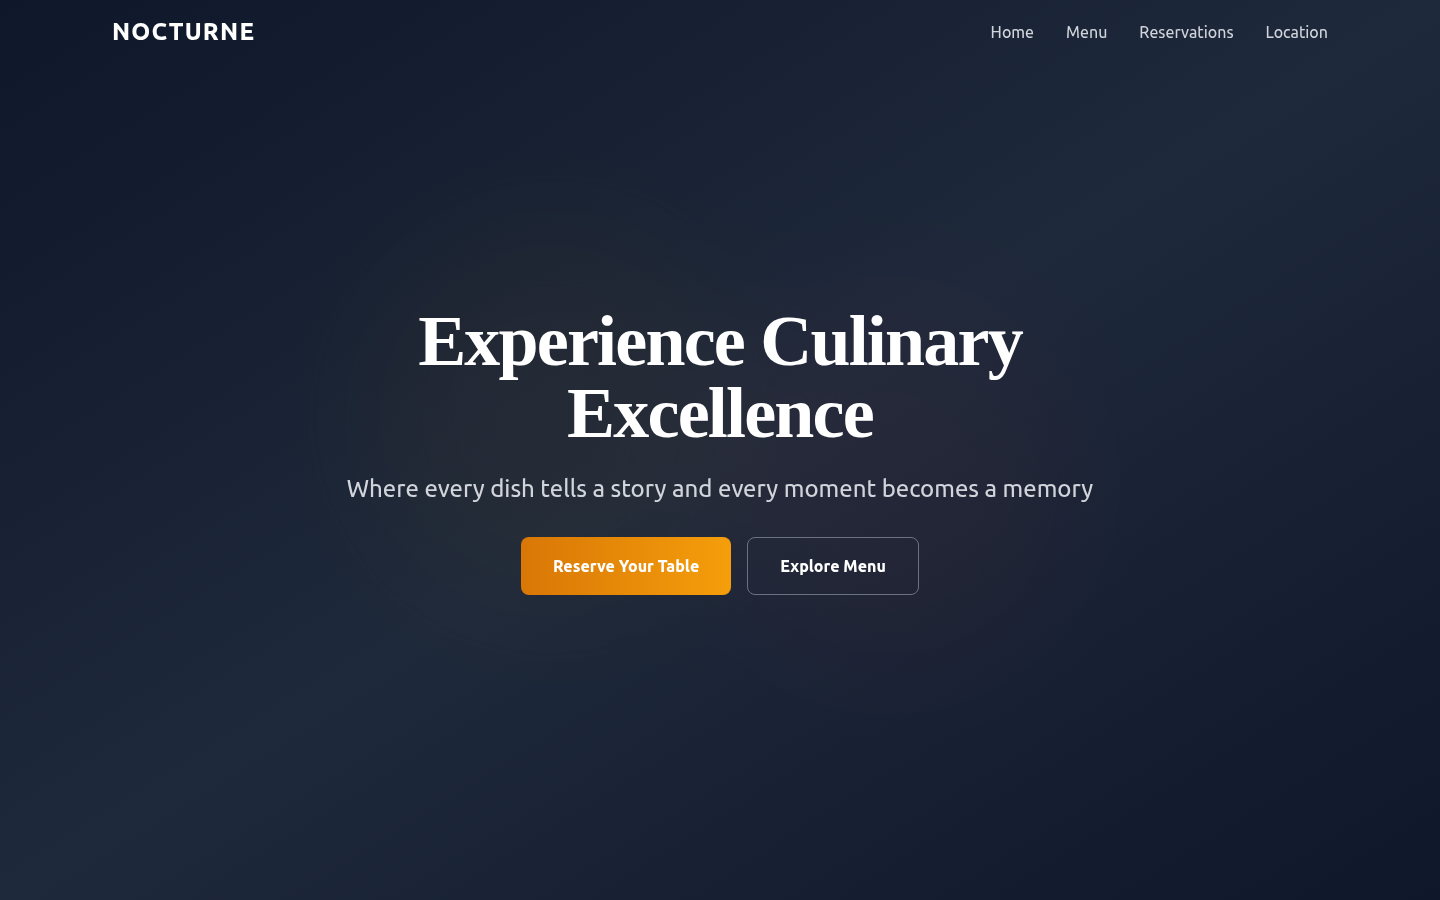 NOCTURNE
Home Menu Reservations Location
Experience Culinary
Excellence
Where every dish tells a story and every moment becomes a memory
Reserve Your Table
Explore Menu